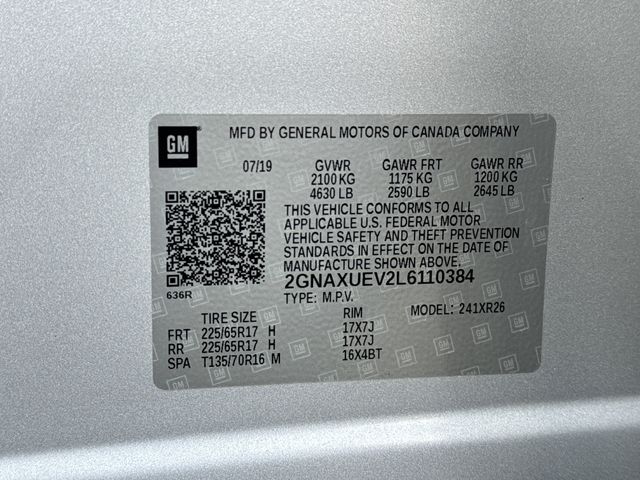 GM
MFD BY GENERAL MOTORS OF CANADA COMPANY
07/19 GVWR GAWR FRT GAWR RR
2100 KG 1175 KG 1200 KG
4630 LB 2590 LB 2645 LB
THIS VEHICLE CONFORMS TO ALL
APPLICABLE U.S. FEDERAL MOTOR
VEHICLE SAFETY AND THEFT PREVENTION
STANDARDS IN EFFECT ON THE DATE OF
MANUFACTURE SHOWN ABOVE.
2GNAXUEV2L6110384
636R
TYPE: M.P.V.
MODEL: 241XR26
TIRE SIZE RIM
FRT 225/65R17 H 17X7J
RR 225/65R17 H 17X7J
SPA T135/70R16 M 16X4BT